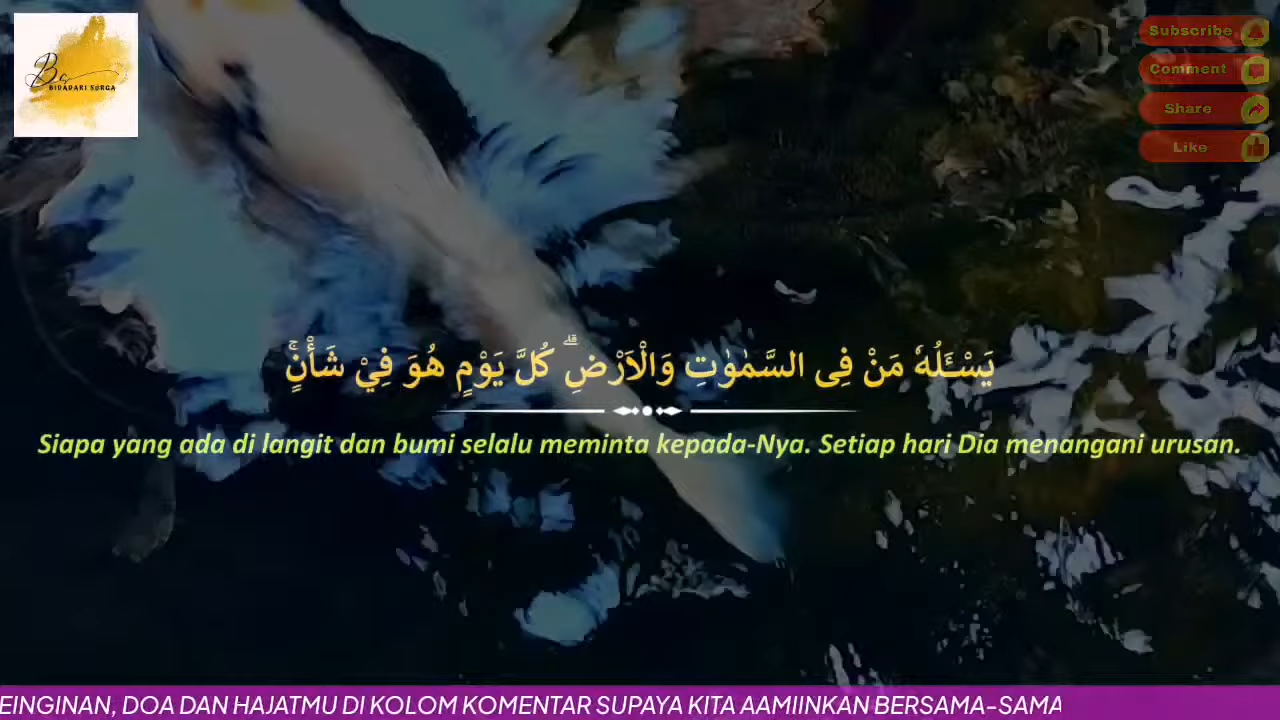 Bs
BIDADARI SURGA
Subscribe
Comment
Share
Like
يَسْـَٔلُهٗ مَنْ فِى السَّمٰوٰتِ وَالْاَرْضِۗ كُلَّ يَوْمٍ هُوَ فِيْ شَأْنٍۚ
Siapa yang ada di langit dan bumi selalu meminta kepada-Nya. Setiap hari Dia menangani urusan.
EINGINAN, DOA DAN HAJATMU DI KOLOM KOMENTAR SUPAYA KITA AAMIINKAN BERSAMA-SAMA